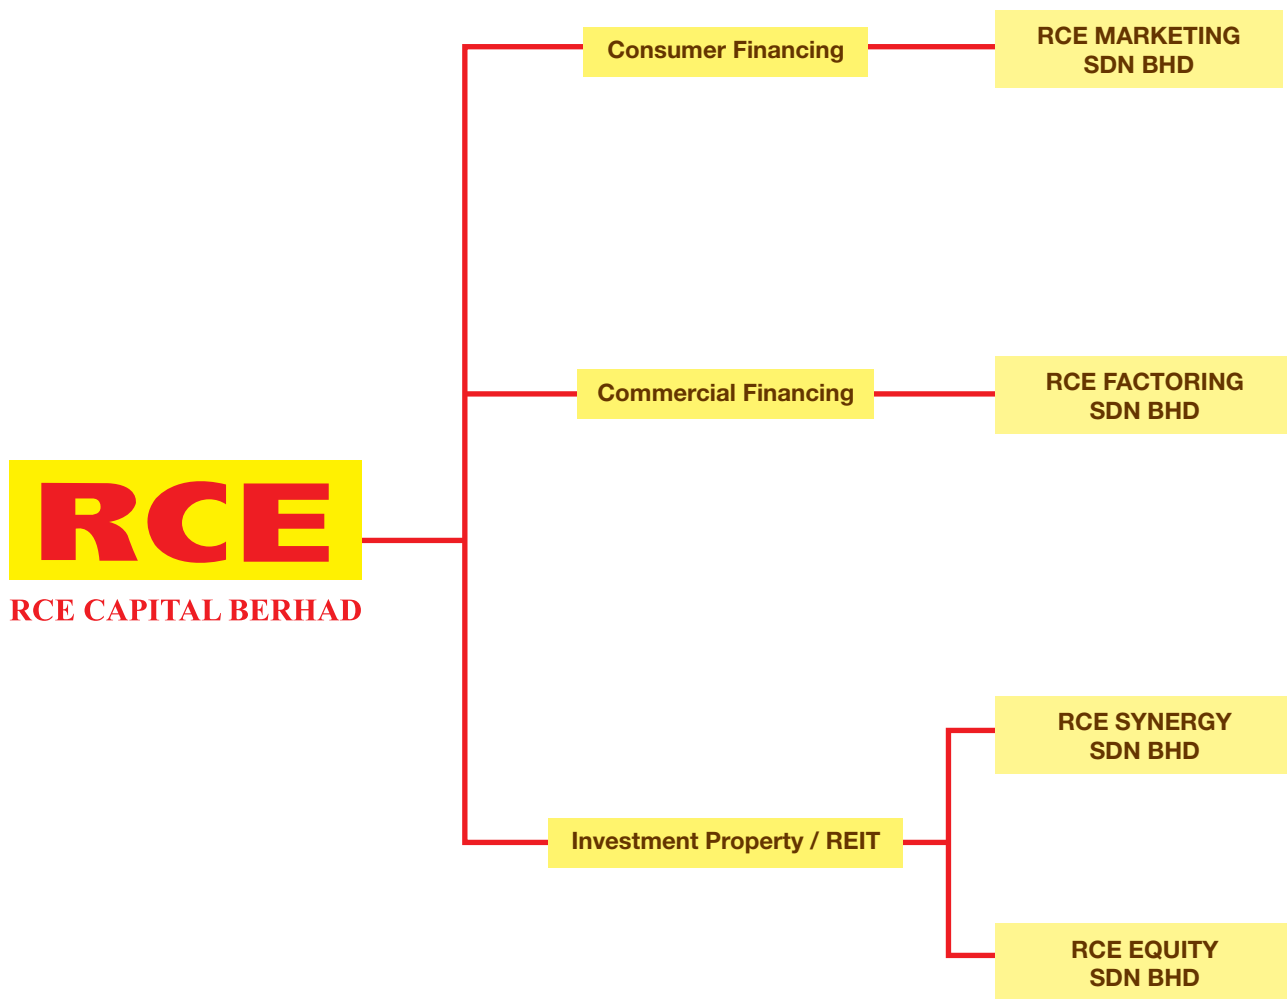 Consumer Financing
RCE MARKETING
SDN BHD
Commercial Financing
RCE FACTORING
SDN BHD
RCE
RCE CAPITAL BERHAD
Investment Property / REIT
RCE SYNERGY
SDN BHD
RCE EQUITY
SDN BHD